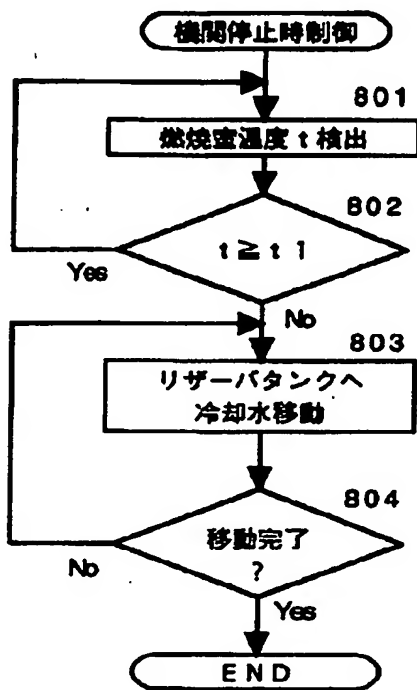 機関停止時制御
801
燃焼室温度 t 検出
802
t ≧ t 1
Yes
No
803
リザーバタンクへ
冷却水移動
804
移動完了
?
No
Yes
END